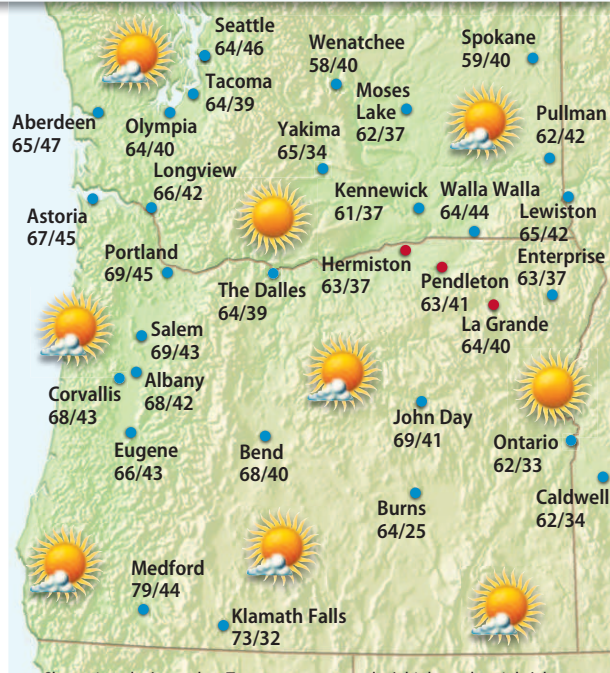 Seattle
64/46
Wenatchee
58/40
Spokane
59/40
Tacoma
64/39
Moses
Lake
62/37
Aberdeen
65/47
Olympia
64/40
Yakima
65/34
Pullman
62/42
Longview
66/42
Kennewick
61/37
Walla Walla
64/44
Lewiston
65/42
Astoria
67/45
Portland
69/45
The Dalles
64/39
Hermiston
63/37
Pendleton
63/41
Enterprise
63/37
La Grande
64/40
Salem
69/43
Corvallis
68/43
Albany
68/42
John Day
69/41
Eugene
66/43
Bend
68/40
Ontario
62/33
Caldwell
62/34
Burns
64/25
Medford
79/44
Klamath Falls
73/32